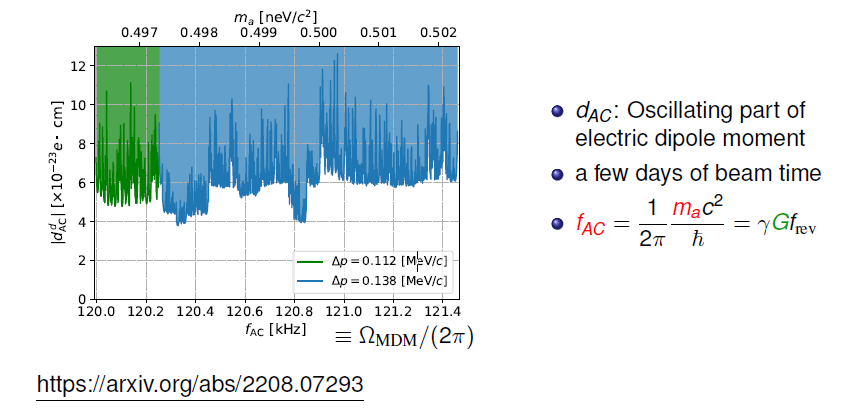 m_a [neV/c²]
0.497 0.498 0.499 0.500 0.501 0.502
12
10
8
6
4
2
0
|d^d_AC| [×10⁻²³ e · cm]
Δp = 0.112 [MeV/c]
Δp = 0.138 [MeV/c]
120.0 120.2 120.4 120.6 120.8 121.0 121.2 121.4
f_AC [kHz]
≡ Ω_MDM/(2π)
https://arxiv.org/abs/2208.07293
d_AC: Oscillating part of
electric dipole moment
a few days of beam time
f_AC = 1/2π m_a c²/ħ = γGf_rev